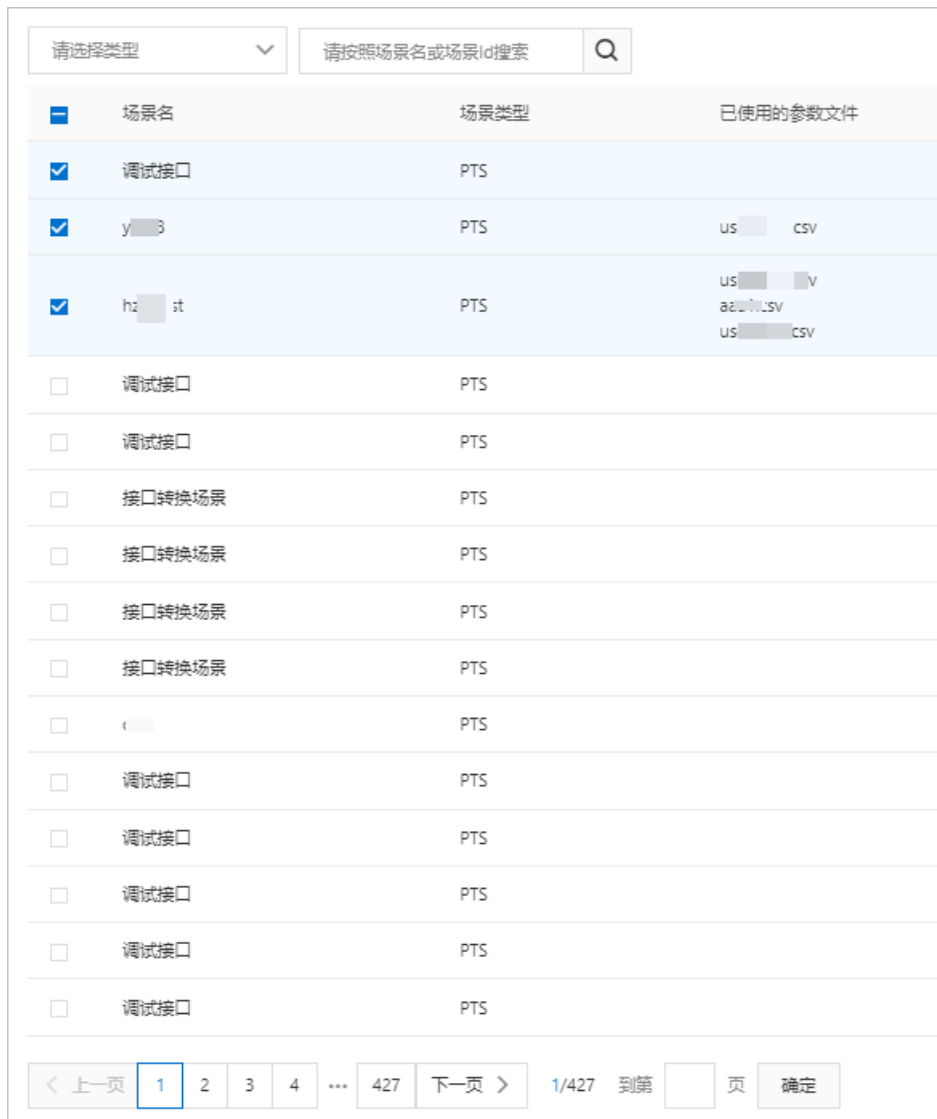 请选择类型 请按照场景名或场景Id搜索
场景名 场景类型 已使用的参数文件
调试接口 PTS
PTS csv
PTS
csv
调试接口 PTS
调试接口 PTS
接口转换场景 PTS
接口转换场景 PTS
接口转换场景 PTS
接口转换场景 PTS
PTS
调试接口 PTS
调试接口 PTS
调试接口 PTS
调试接口 PTS
调试接口 PTS
上一页 1 2 3 4 ••• 427 下一页 1/427 到第 页 确定